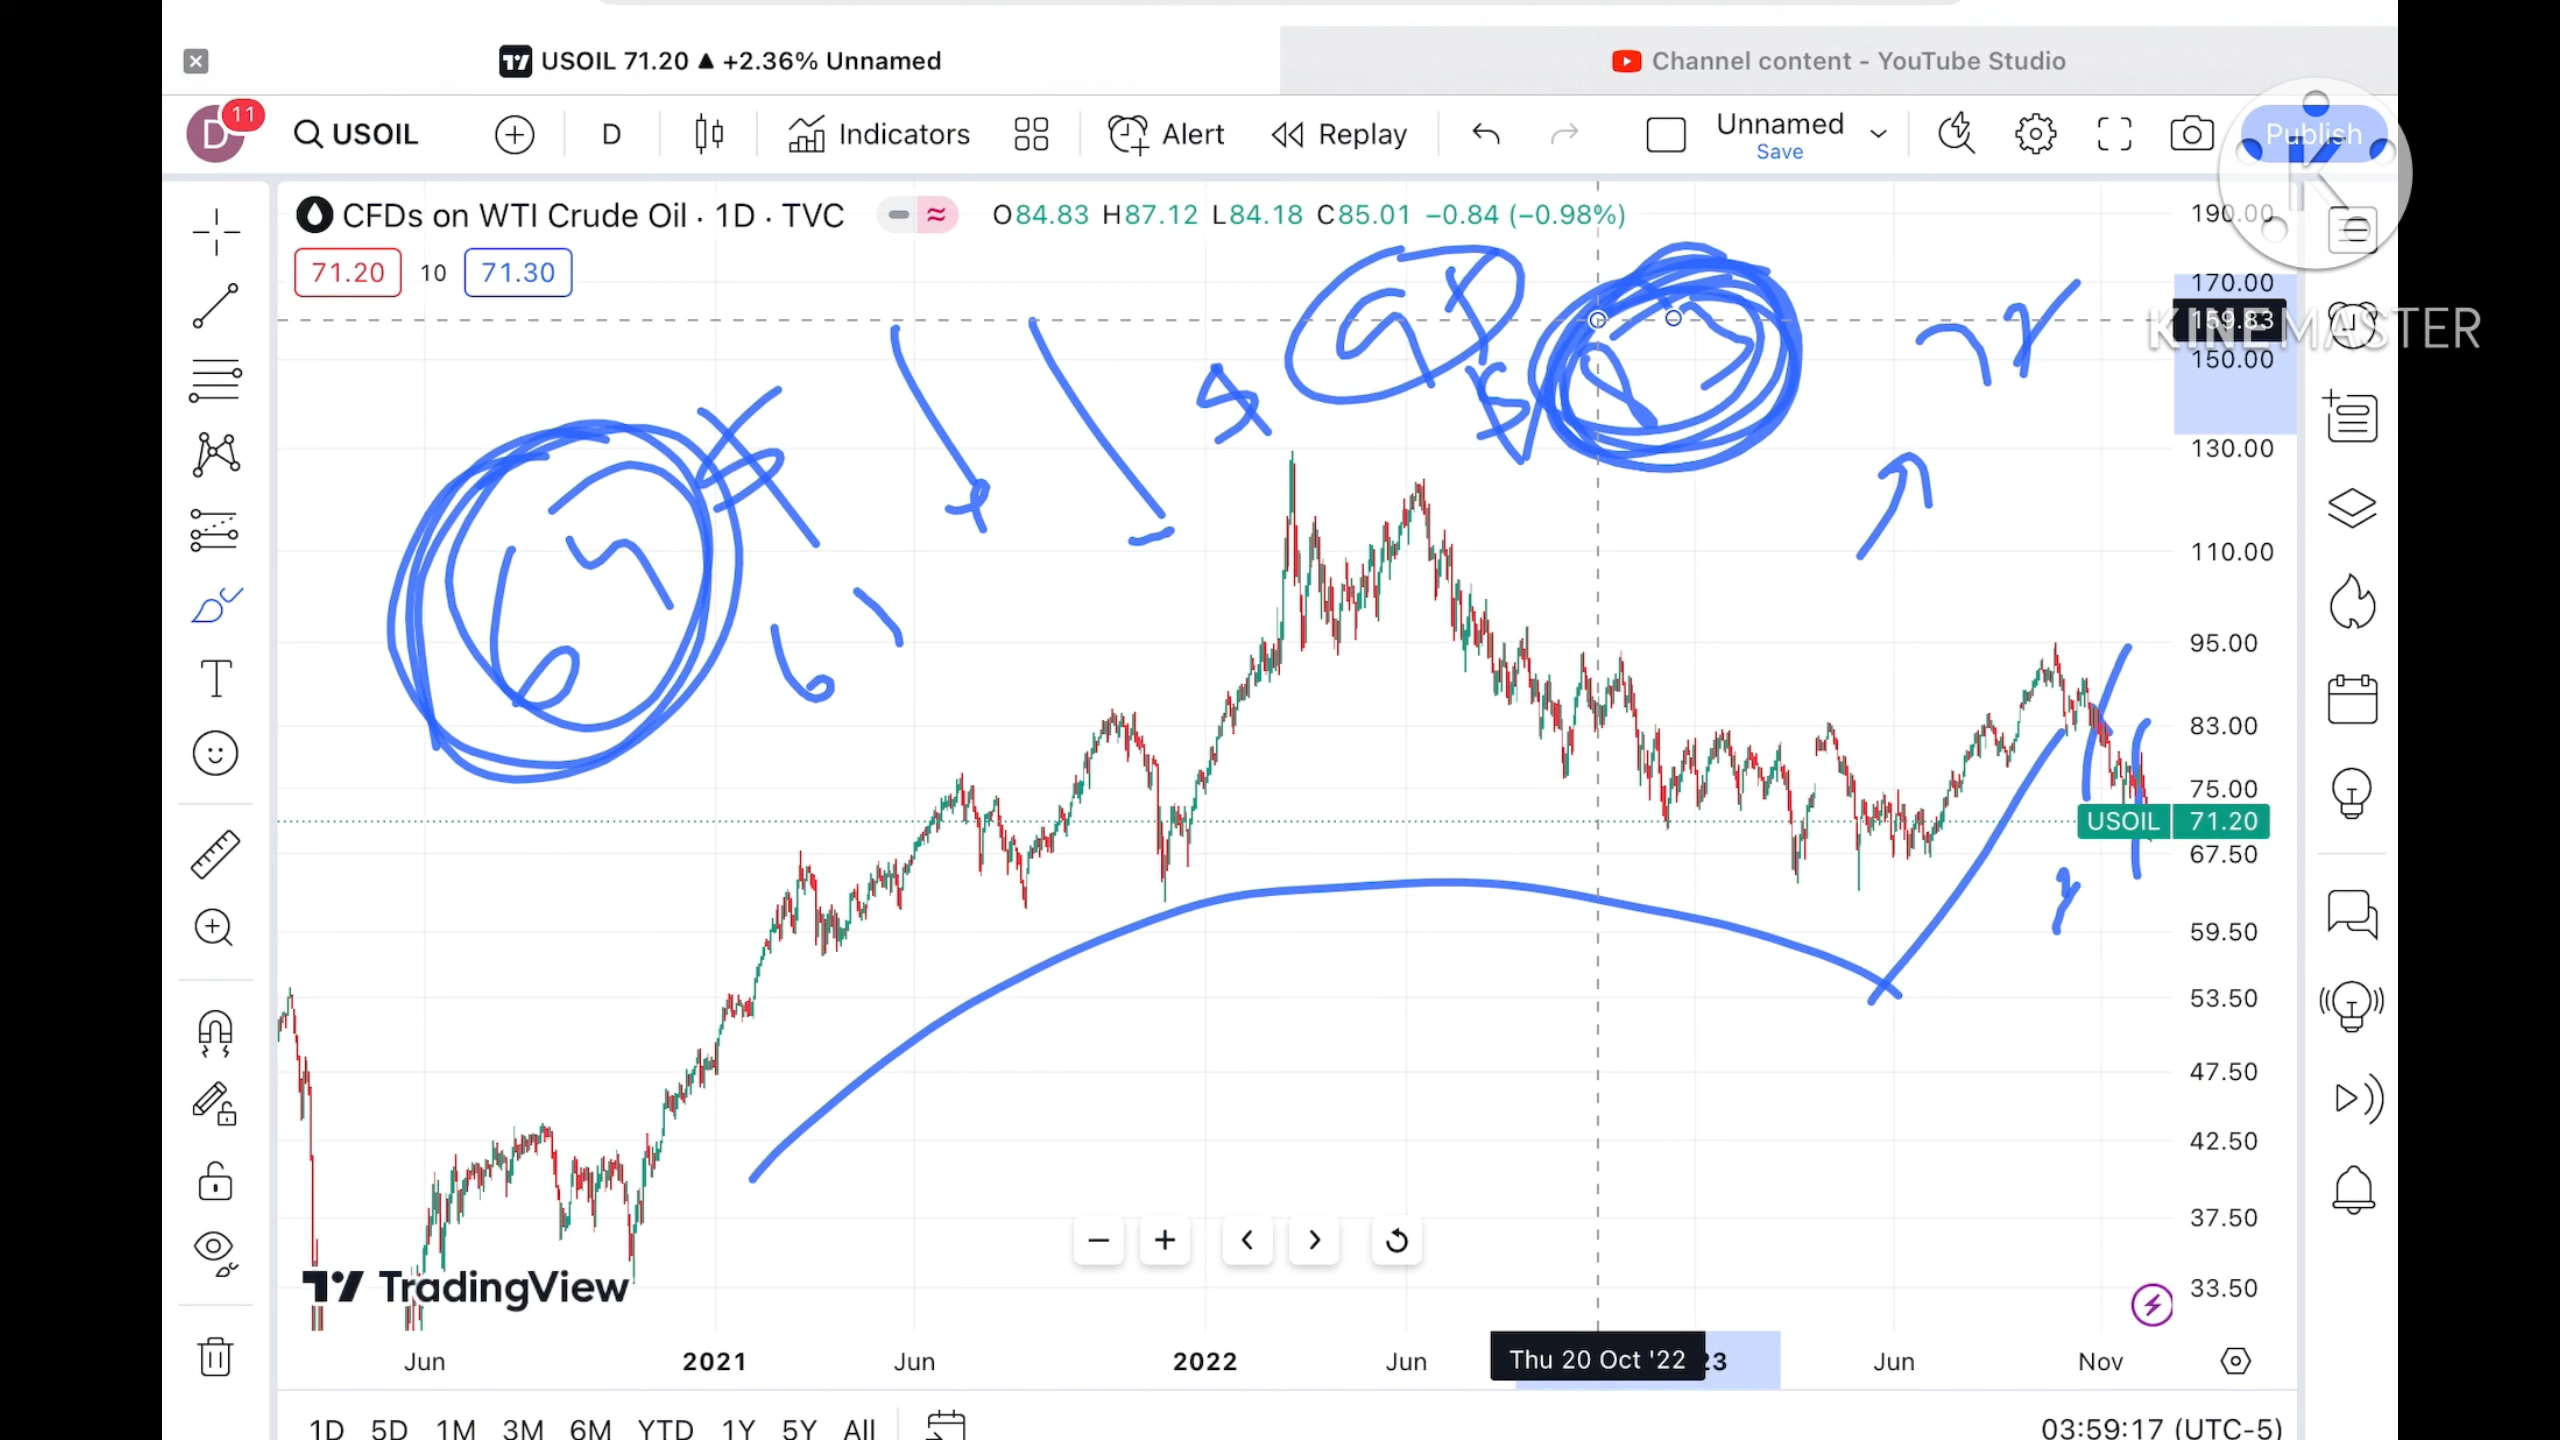 USOIL 71.20 ▲ +2.36% Unnamed
Channel content - YouTube Studio
D 11 USOIL D Indicators Alert Replay Unnamed Save Publish
K
CFDs on WTI Crude Oil · 1D · TVC O84.83 H87.12 L84.18 C85.01 −0.84 (−0.98%)
71.20 10 71.30
190.00
170.00
159.83
KINEMASTER
150.00
130.00
110.00
95.00
83.00
75.00
USOIL 71.20
67.50
59.50
53.50
47.50
42.50
37.50
33.50
TradingView
Jun 2021 Jun 2022 Jun Thu 20 Oct '22 23 Jun Nov
1D 5D 1M 3M 6M YTD 1Y 5Y All 03:59:17 (UTC-5)